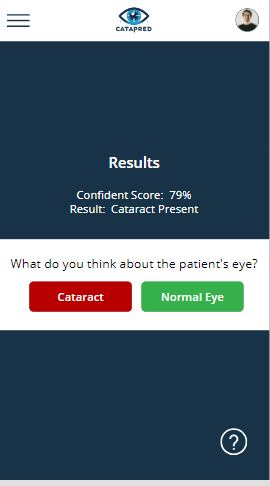 CATAPRED
Results
Confident Score: 79%
Result: Cataract Present
What do you think about the patient's eye?
Cataract
Normal Eye
?